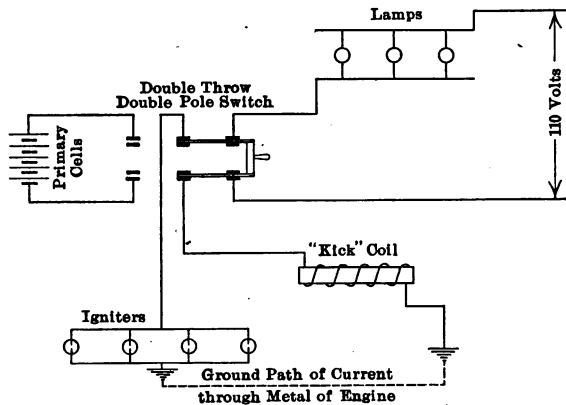 Lamps
Double Throw
Double Pole Switch
110 Volts
Primary
Cells
"Kick" Coil
Igniters
Ground Path of Current
through Metal of Engine